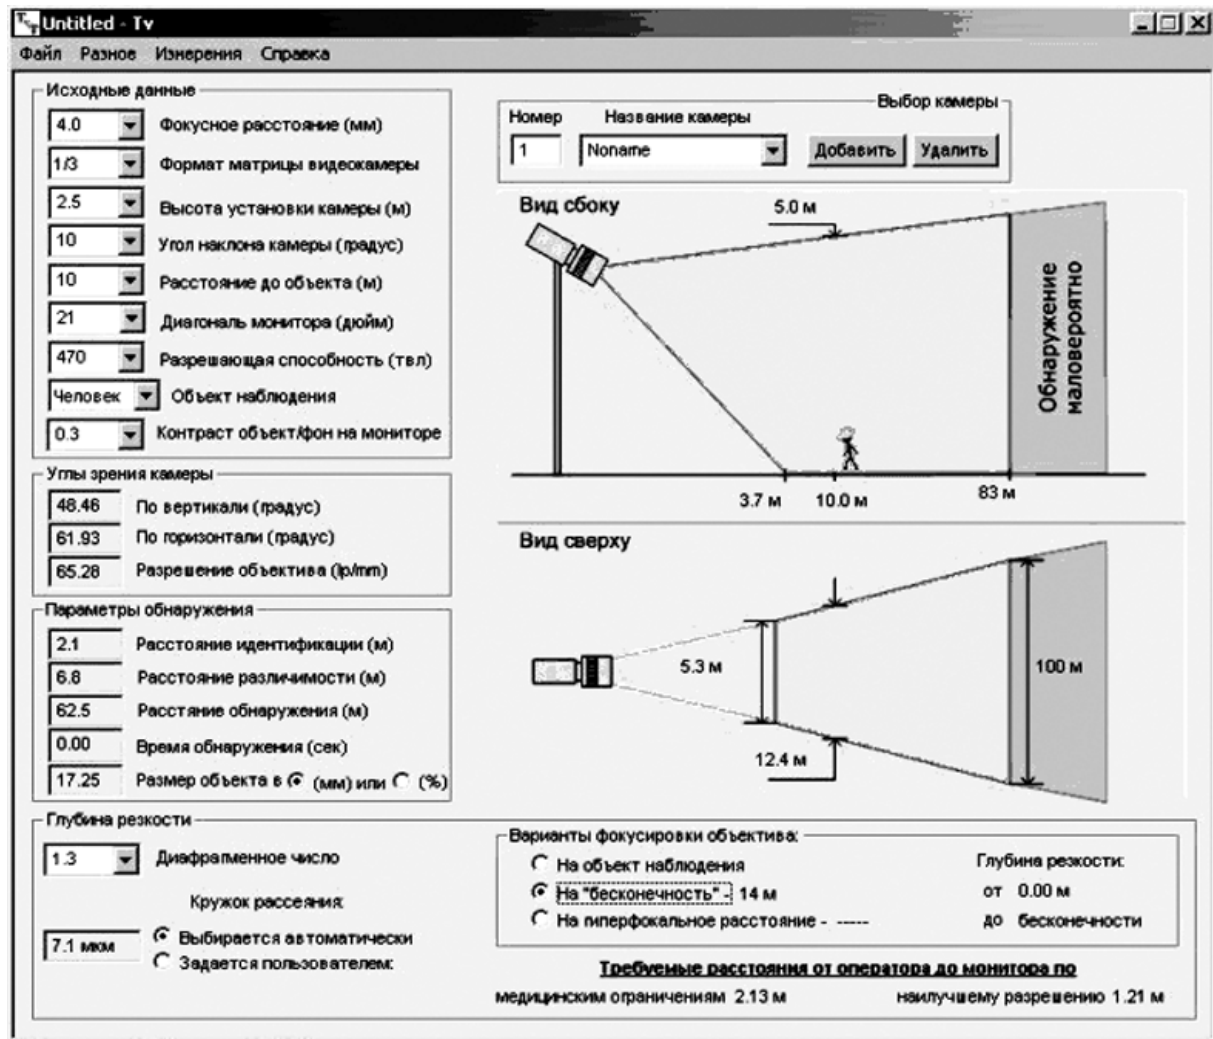 Untitled - Tv
Файл Разное Измерения Справка
Исходные данные
4.0 Фокусное расстояние (мм)
1/3 Формат матрицы видеокамеры
2.5 Высота установки камеры (м)
10 Угол наклона камеры (градус)
10 Расстояние до объекта (м)
21 Диагональ монитора (дюйм)
470 Разрешающая способность (твл)
Человек Объект наблюдения
0.3 Контраст объект/фон на мониторе
Углы зрения камеры
48.46 По вертикали (градус)
61.93 По горизонтали (градус)
65.28 Разрешение объектива (lp/mm)
Параметры обнаружения
2.1 Расстояние идентификации (м)
6.8 Расстояние различимости (м)
62.5 Расстяние обнаружения (м)
0.00 Время обнаружения (сек)
17.25 Размер объекта в (мм) или (%)
Выбор камеры
Номер Название камеры
1 Noname Добавить Удалить
Вид сбоку
5.0 м
Обнаружение
маловероятно
3.7 м 10.0 м 83 м
Вид сверху
5.3 м
100 м
12.4 м
Глубина резкости
1.3 Диафрагменное число
Кружок рассеяния:
7.1 мкм
Выбирается автоматически
Задается пользователем:
Варианты фокусировки объектива:
На объект наблюдения
На "бесконечность" - 14 м
На гиперфокальное расстояние - -----
Глубина резкости:
от 0.00 м
до бесконечности
Требуемые расстояния от оператора до монитора по
медицинским ограничениям 2.13 м наилучшему разрешению 1.21 м